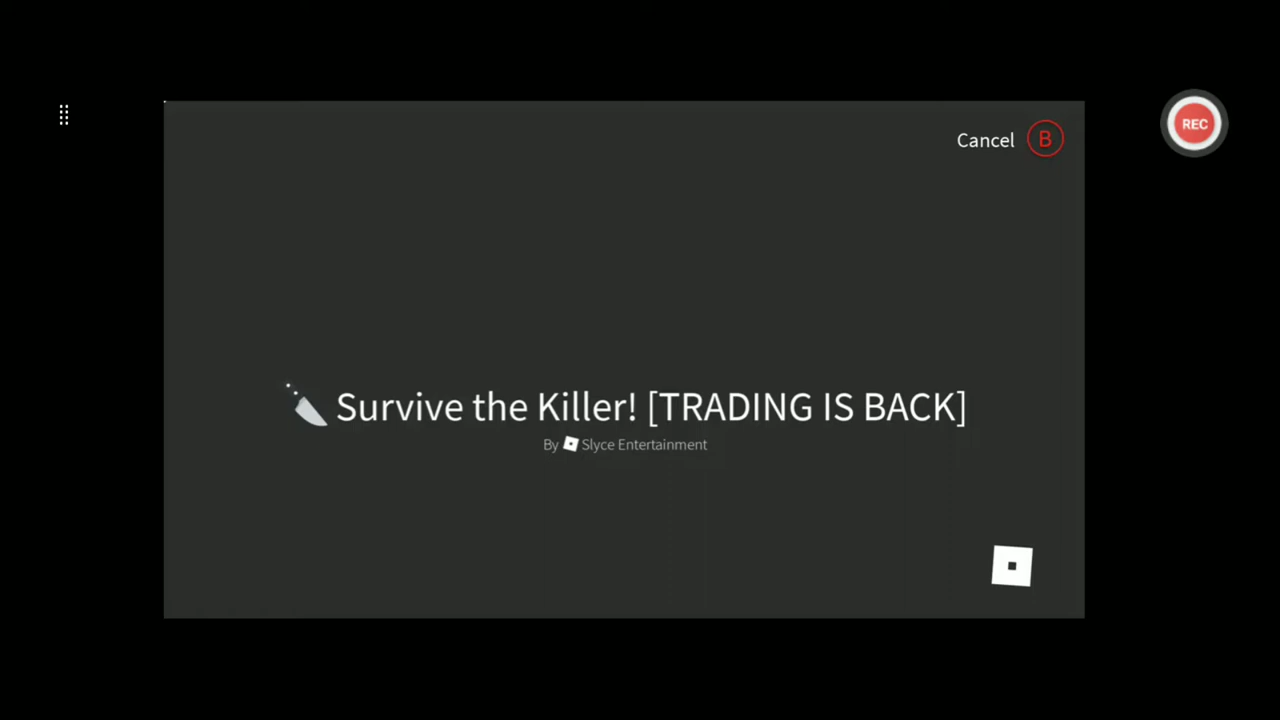 REC
Cancel B
Survive the Killer! [TRADING IS BACK]
By Slyce Entertainment